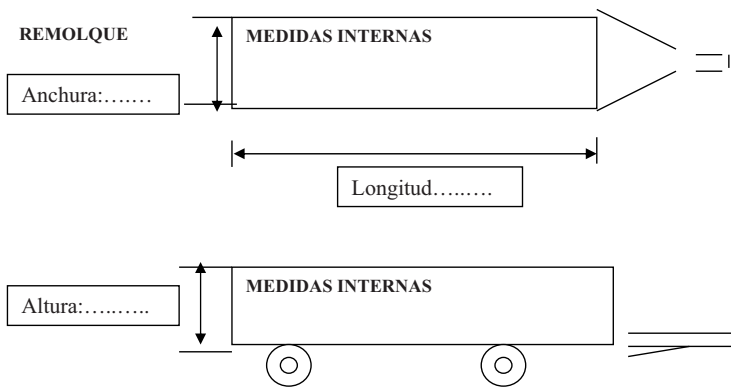 REMOLQUE
MEDIDAS INTERNAS
Anchura:…..…
Longitud…..….
MEDIDAS INTERNAS
Altura:…..…..